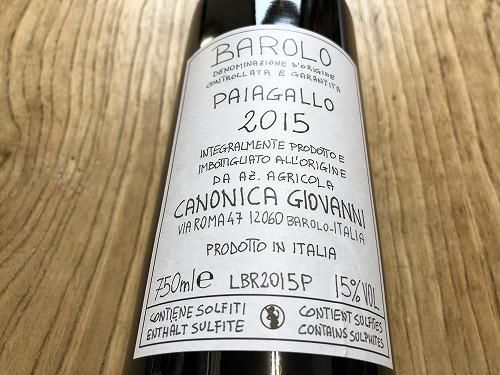 BAROLO
DENOMINAZIONE D'ORIGINE
CONTROLLATA E GARANTITA
PAIAGALLO
2015
INTEGRALMENTE PRODOTTO E
IMBOTTIGLIATO ALL'ORIGINE
DA AZ. AGRICOLA
CANONICA GIOVANNI
VIA ROMA 47 12060 BAROLO-ITALIA
PRODOTTO IN ITALIA
750ml e LBR2015P 15% VOL
CONTIENE SOLFITI CONTIENT SULFITES
ENTHALT SULFITE CONTAINS SULPHITES